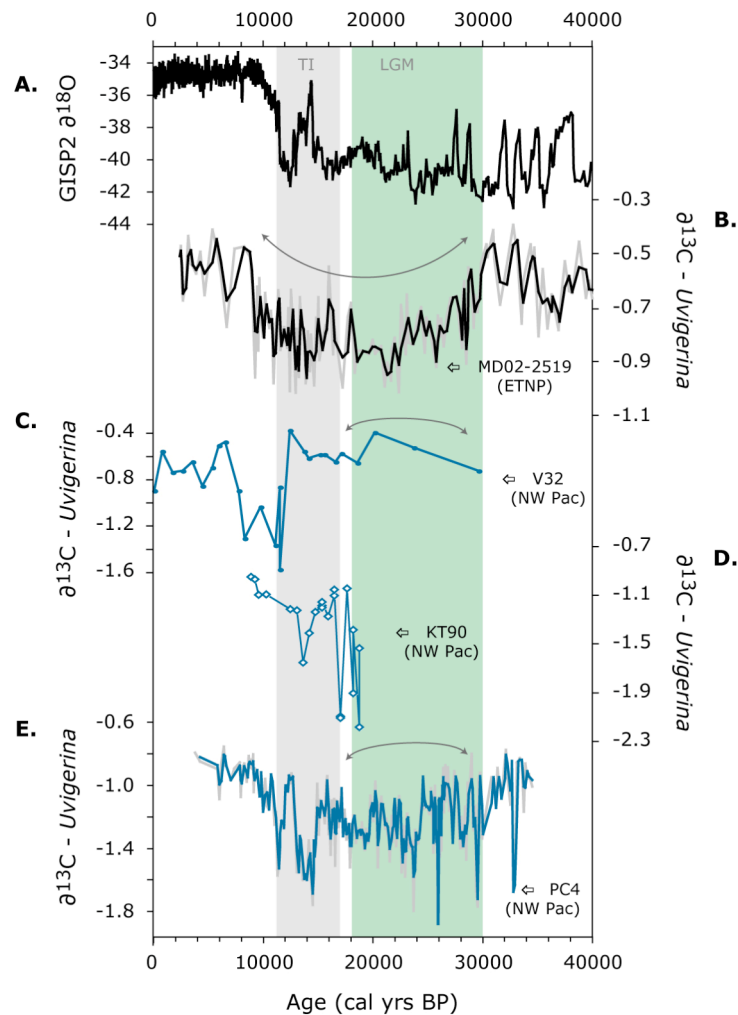 0 10000 20000 30000 40000
A.
TI
LGM
GISP2 ∂18O
-34
-36
-38
-40
-42
-44
B.
-0.3
-0.5
-0.7
-0.9
-1.1
∂13C - Uvigerina
⇦ MD02-2519
(ETNP)
C.
∂13C - Uvigerina
-0.4
-0.8
-1.2
-1.6
⇦ V32
(NW Pac)
D.
-0.7
-1.1
-1.5
-1.9
-2.3
∂13C - Uvigerina
⇦ KT90
(NW Pac)
E.
∂13C - Uvigerina
-0.6
-1.0
-1.4
-1.8
⇦ PC4
(NW Pac)
0 10000 20000 30000 40000
Age (cal yrs BP)